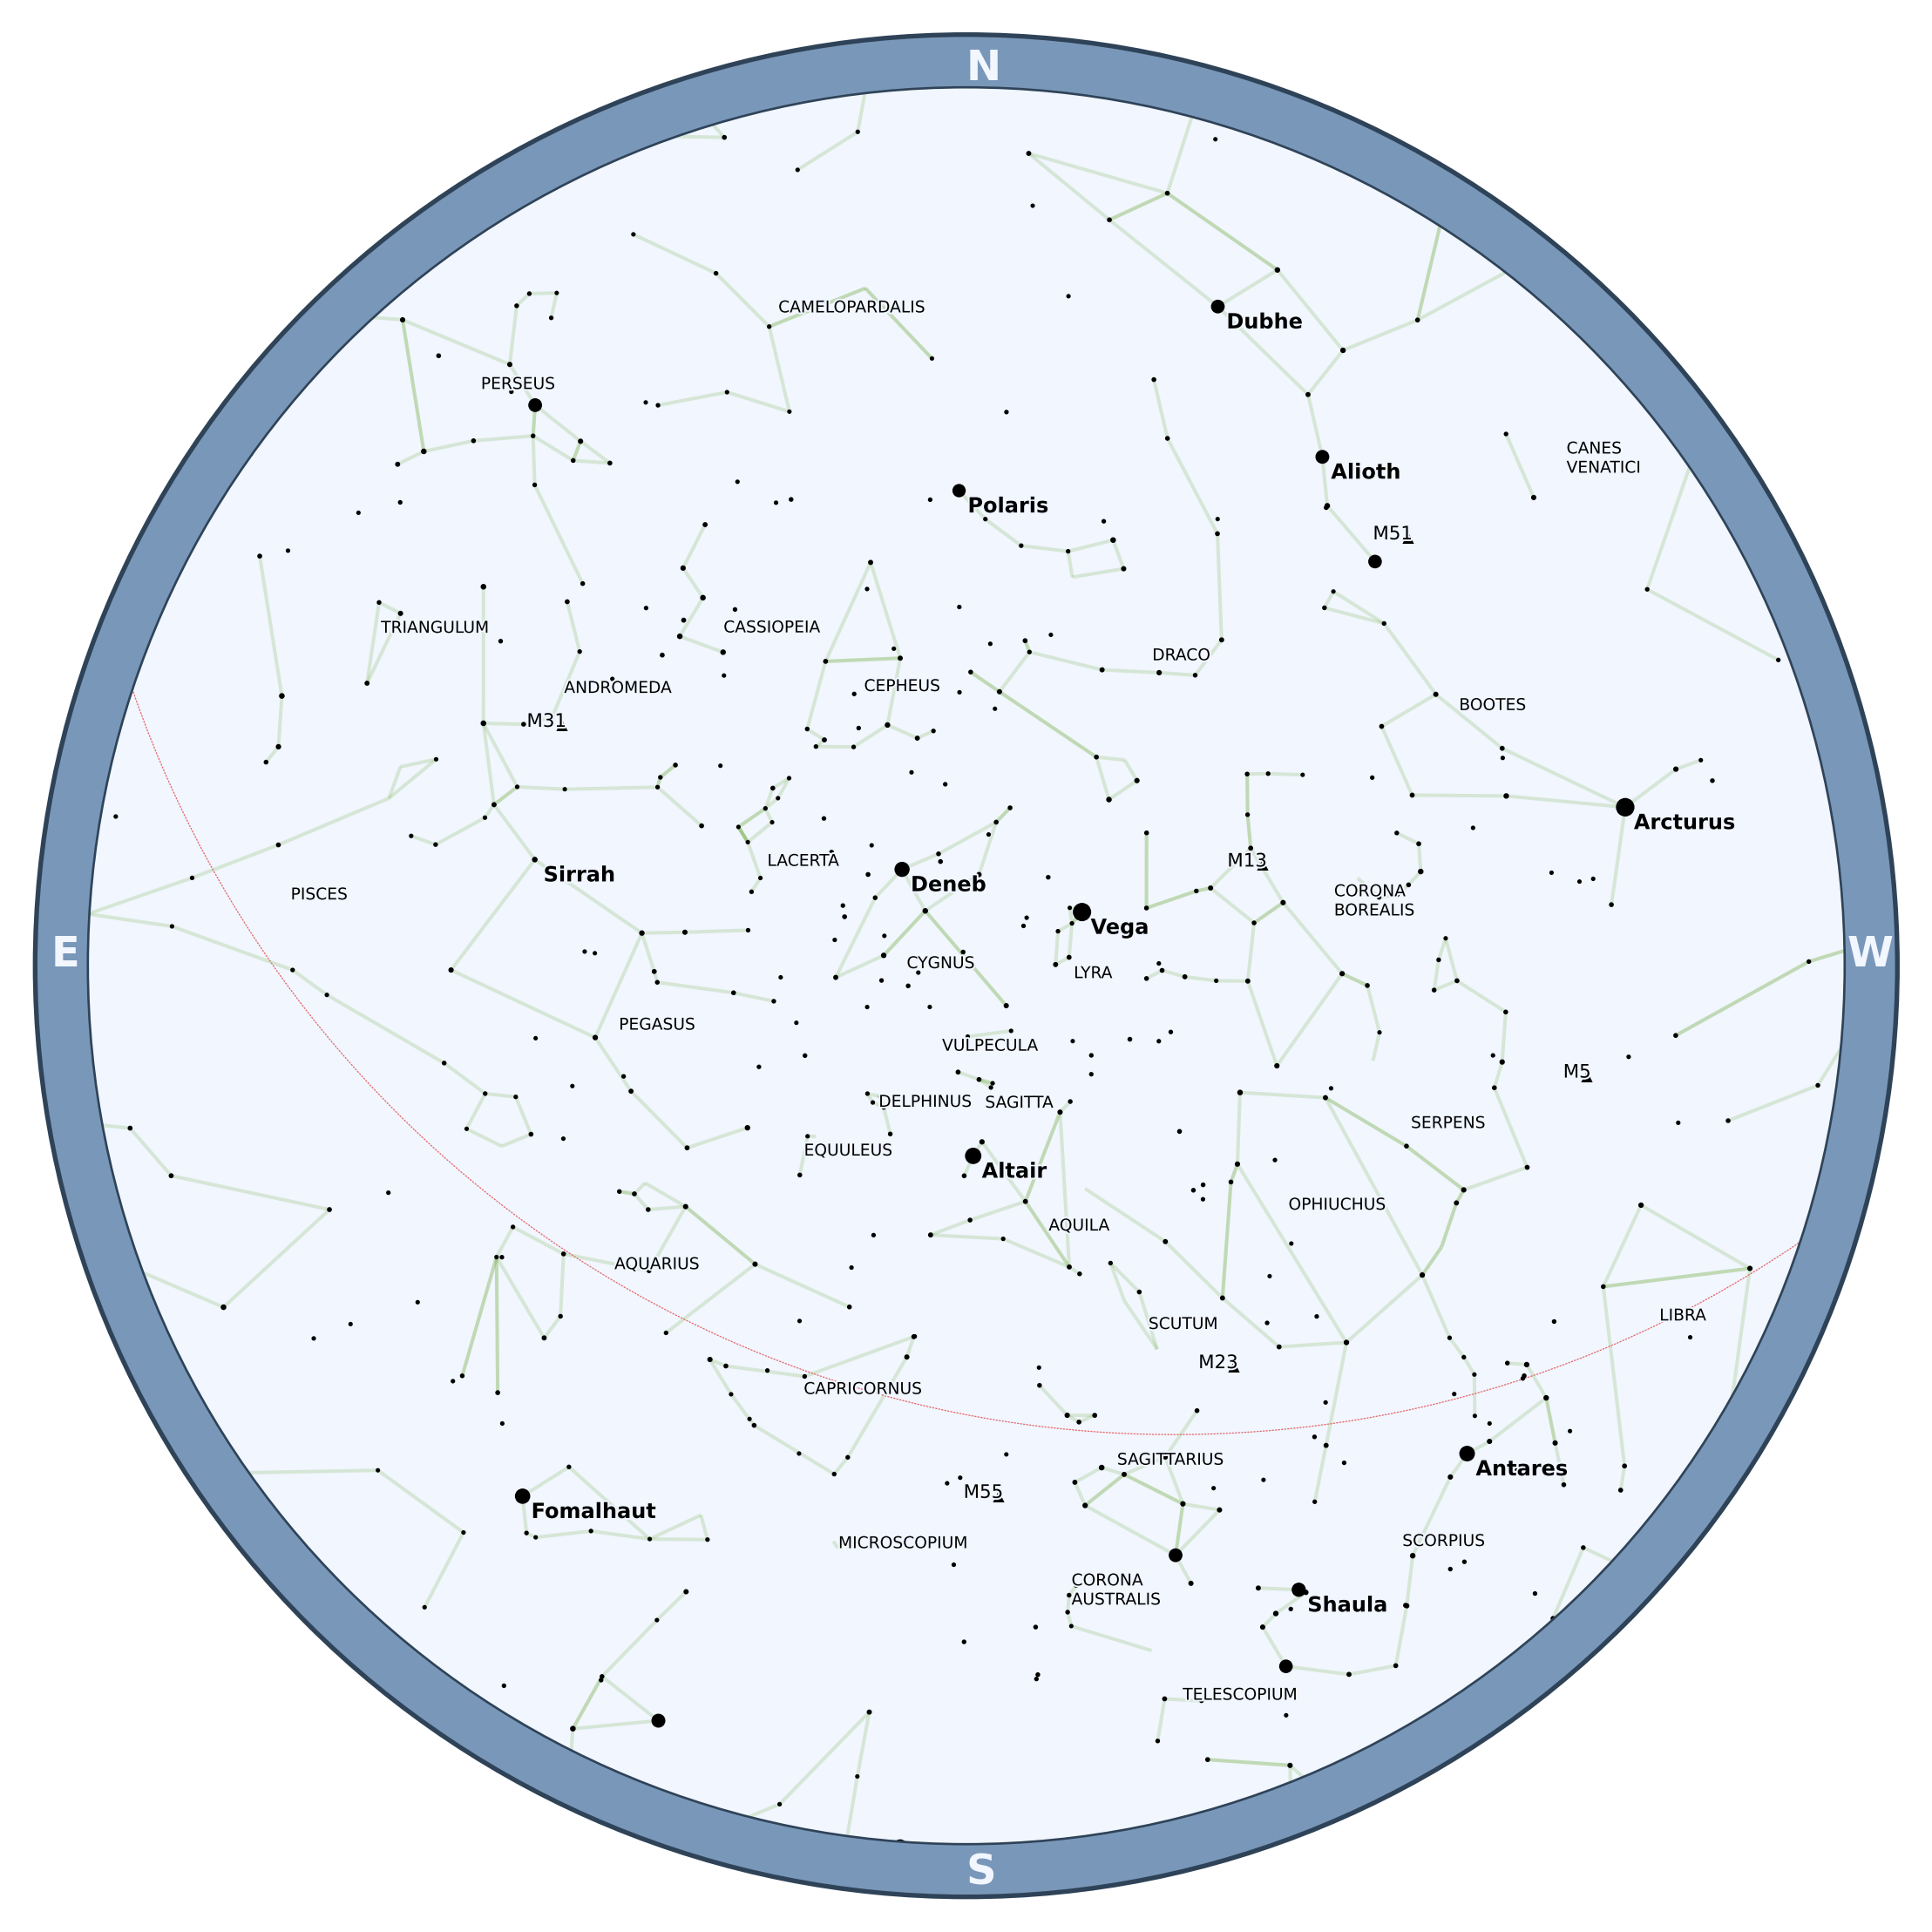 N
CAMELOPARDALIS
Dubhe
PERSEUS
CANES
VENATICI
Alioth
Polaris
M51
TRIANGULUM
CASSIOPEIA
DRACO
ANDROMEDA
CEPHEUS
BOOTES
M31
Arcturus
LACERTA
M13
Sirrah
Deneb
PISCES
CORONA
BOREALIS
Vega
E
W
CYGNUS
LYRA
PEGASUS
VULPECULA
M5
DELPHINUS
SAGITTA
SERPENS
EQUULEUS
Altair
OPHIUCHUS
AQUILA
AQUARIUS
LIBRA
SCUTUM
M23
CAPRICORNUS
SAGITTARIUS
Antares
M55
Fomalhaut
MICROSCOPIUM
SCORPIUS
CORONA
AUSTRALIS
Shaula
TELESCOPIUM
S